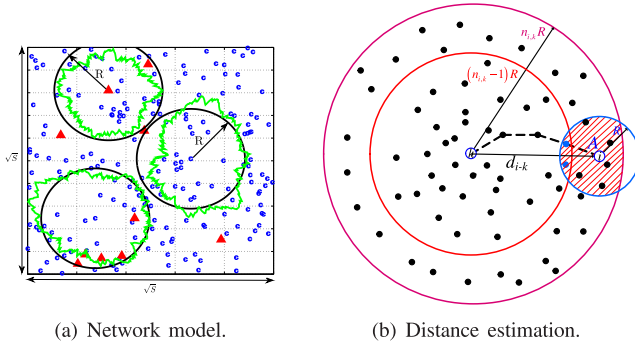 R
R
√s
√s
n_{i,k}R
(n_{i,k}−1)R
A
R
k
i
d_{i-k}
(a) Network model.
(b) Distance estimation.